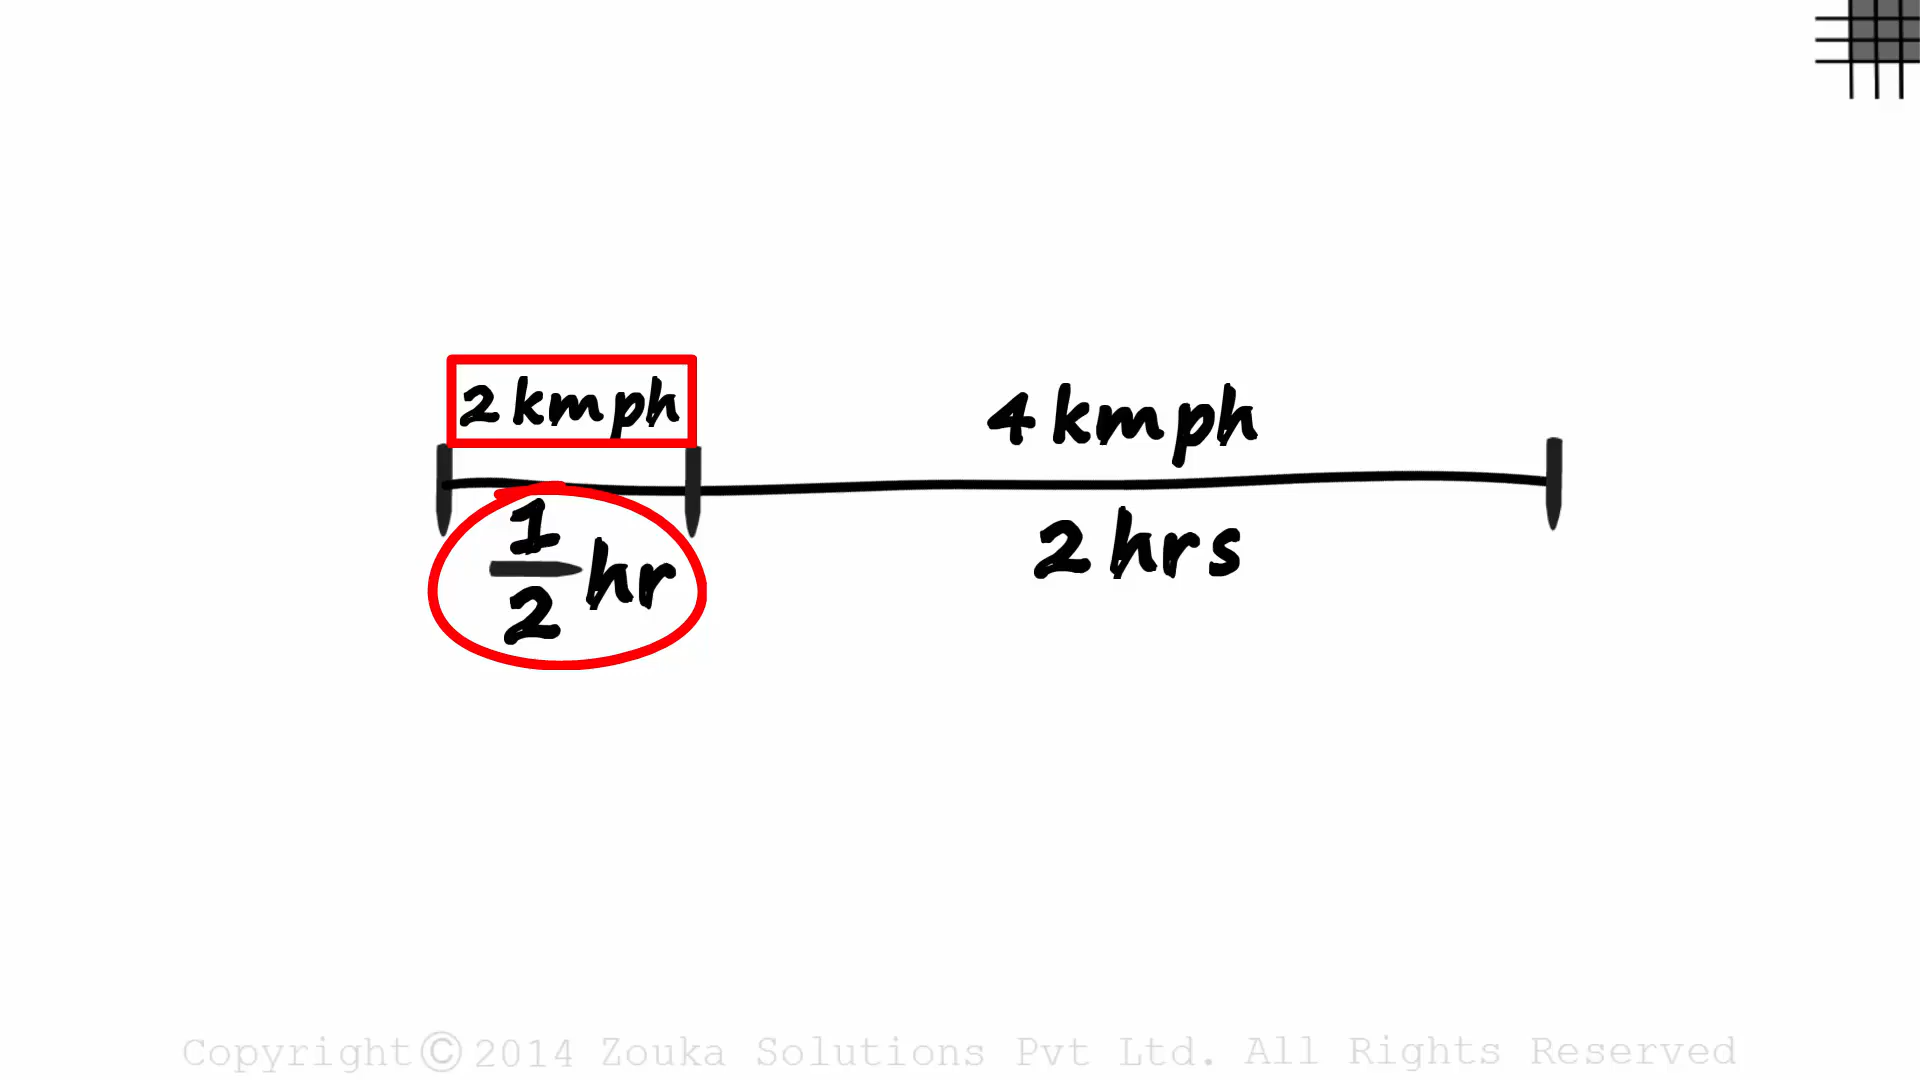 2 kmph
4 kmph
1/2 hr
2 hrs
Copyright©2014 Zouka Solutions Pvt Ltd. All Rights Reserved